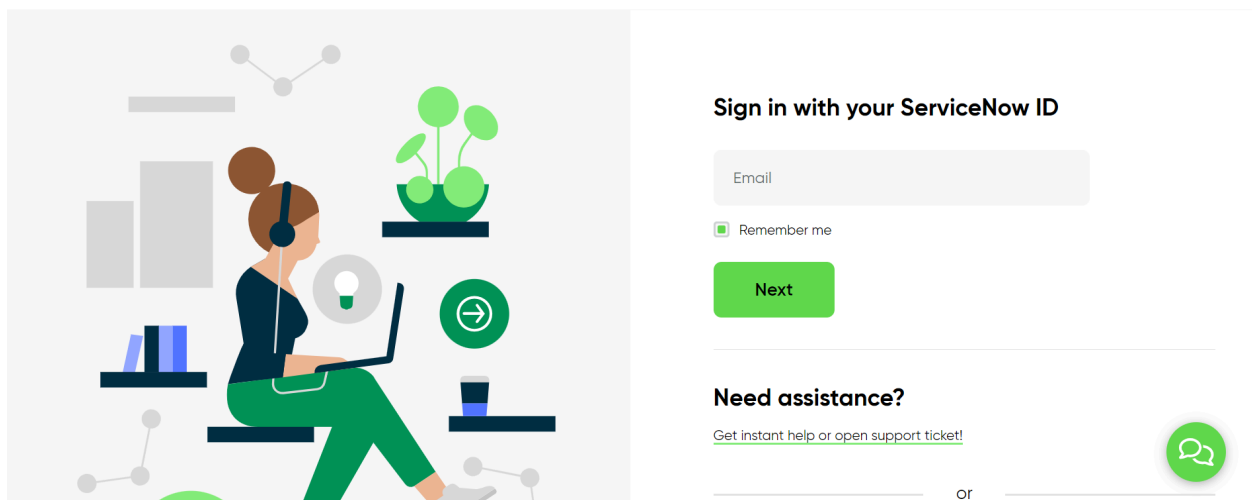 Sign in with your ServiceNow ID
Email
Remember me
Next
Need assistance?
Get instant help or open support ticket!
or